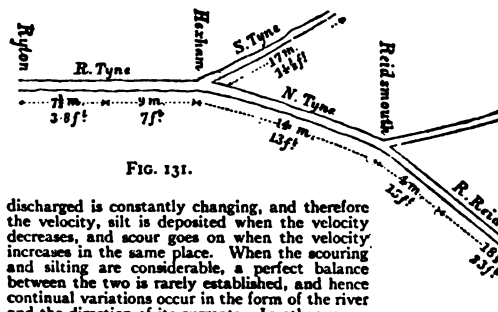 Ryton
Hexham
R. Tyne
S. Tyne
17 m.
Reidsmouth
N. Tyne
7½ m.
3·8 fᵗ
9 m.
7 fᵗ
14 m.
13 fᵗ
4 m.
25 fᵗ
R. Reid
FIG. 131.
discharged is constantly changing, and therefore
the velocity, silt is deposited when the velocity
decreases, and scour goes on when the velocity
increases in the same place. When the scouring
and silting are considerable, a perfect balance
between the two is rarely established, and hence
continual variations occur in the form of the river
and the direction of its currents.